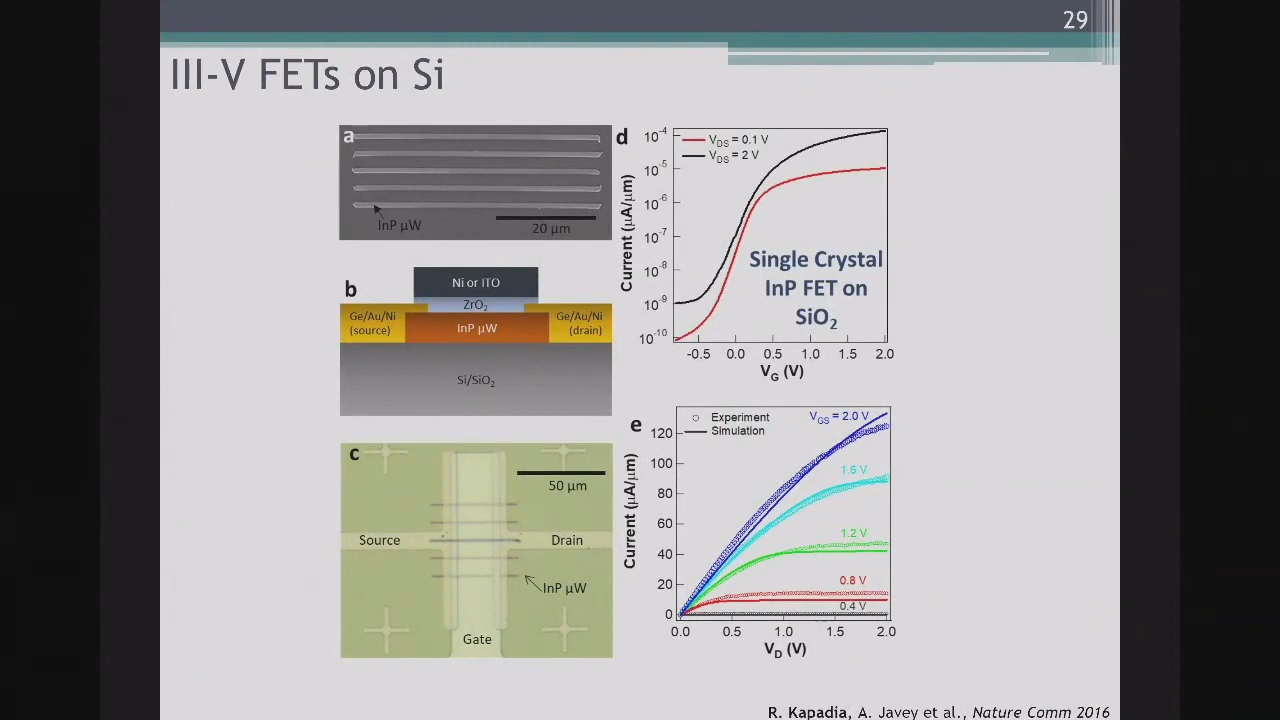 29
III-V FETs on Si
a
InP µW
20 µm
b
Ni or ITO
ZrO₂
Ge/Au/Ni
(source)
InP µW
Ge/Au/Ni
(drain)
Si/SiO₂
c
50 µm
Source
Drain
InP µW
Gate
d
V_DS = 0.1 V
V_DS = 2 V
Current (µA/µm)
10⁻⁴
10⁻⁵
10⁻⁶
10⁻⁷
10⁻⁸
10⁻⁹
10⁻¹⁰
Single Crystal
InP FET on
SiO₂
-0.5 0.0 0.5 1.0 1.5 2.0
V_G (V)
e
Experiment
Simulation
V_GS = 2.0 V
1.6 V
1.2 V
0.8 V
0.4 V
Current (µA/µm)
120
100
80
60
40
20
0
0.0 0.5 1.0 1.5 2.0
V_D (V)
R. Kapadia, A. Javey et al., Nature Comm 2016